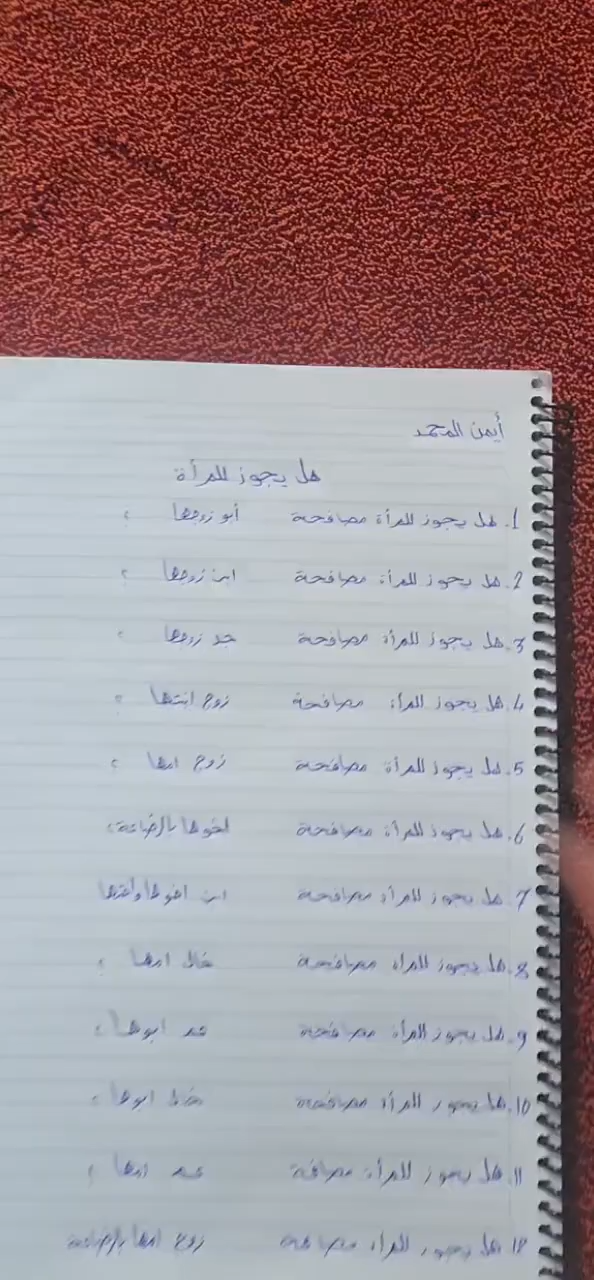 أيمن المحمد
هل يجوز للمرأة
1. هل يجوز للمرأة مصافحة أبو زوجها ؟
2. هل يجوز للمرأة مصافحة ابن زوجها ؟
3. هل يجوز للمرأة مصافحة جد زوجها ؟
4. هل يجوز للمرأة مصافحة زوج ابنتها ؟
5. هل يجوز للمرأة مصافحة زوج امها ؟
6. هل يجوز للمرأة مصافحة اخوها بالرضاعة؟
7. هل يجوز للمرأة مصافحة ابن اخوها واختها
8. هل يجوز للمرأة مصافحة خال امها ؟
9. هل يجوز للمرأة مصافحة عم ابوها ؟
10. هل يجوز للمرأة مصافحة خال ابوها ؟
11. هل يجوز للمرأة مصافة عم امها ؟
12. هل يجوز للمرأة مصافحة زوج امها بالرضاعة